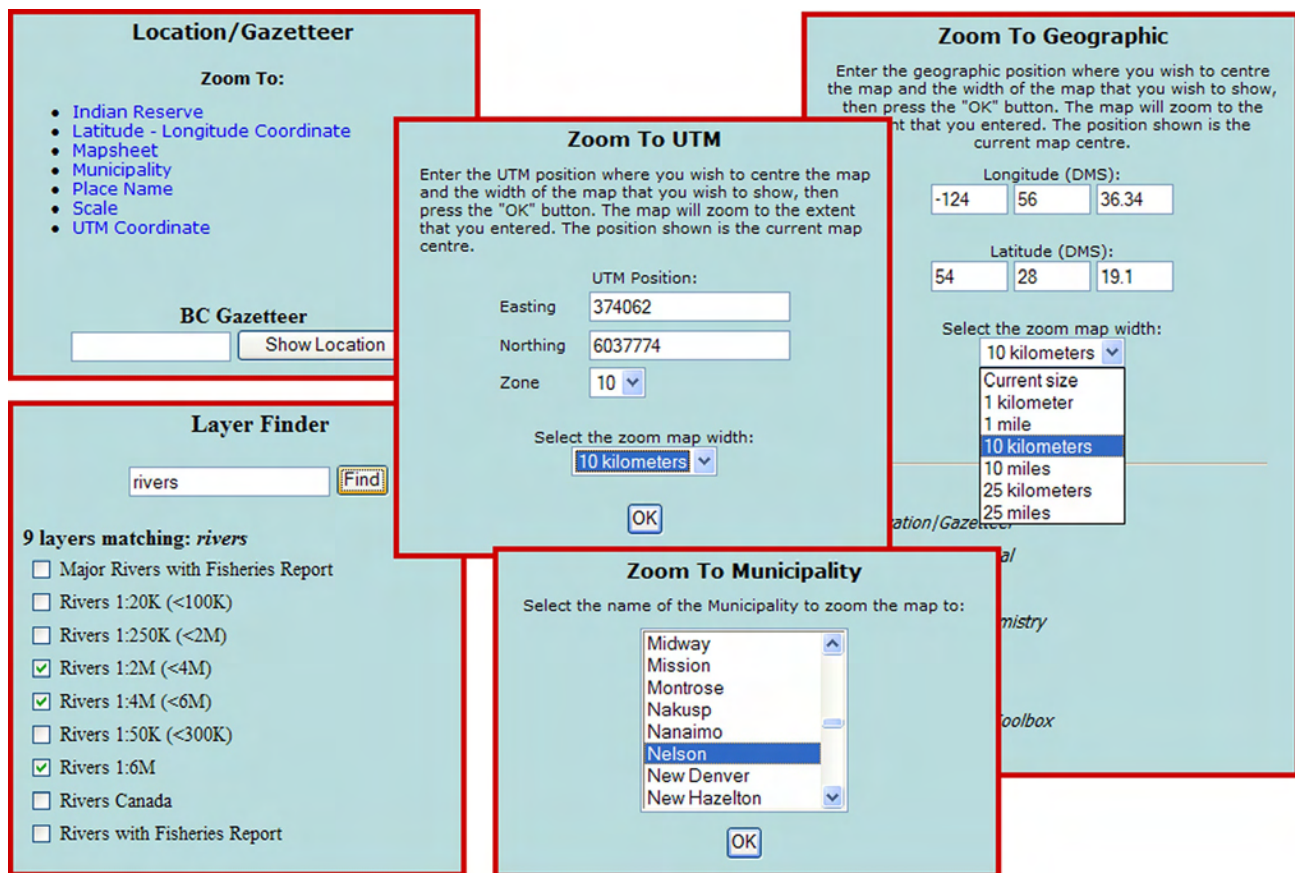 Location/Gazetteer
Zoom To:
Indian Reserve
Latitude - Longitude Coordinate
Mapsheet
Municipality
Place Name
Scale
UTM Coordinate
BC Gazetteer
Show Location
Layer Finder
rivers
Find
9 layers matching: rivers
Major Rivers with Fisheries Report
Rivers 1:20K (<100K)
Rivers 1:250K (<2M)
Rivers 1:2M (<4M)
Rivers 1:4M (<6M)
Rivers 1:50K (<300K)
Rivers 1:6M
Rivers Canada
Rivers with Fisheries Report
Zoom To UTM
Enter the UTM position where you wish to centre the map
and the width of the map that you wish to show, then
press the "OK" button. The map will zoom to the extent
that you entered. The position shown is the current map
centre.
UTM Position:
Easting 374062
Northing 6037774
Zone 10
Select the zoom map width:
10 kilometers
OK
Zoom To Municipality
Select the name of the Municipality to zoom the map to:
Midway
Mission
Montrose
Nakusp
Nanaimo
Nelson
New Denver
New Hazelton
OK
Zoom To Geographic
Enter the geographic position where you wish to centre
the map and the width of the map that you wish to show,
then press the "OK" button. The map will zoom to the
that you entered. The position shown is the
current map centre.
Longitude (DMS):
-124 56 36.34
Latitude (DMS):
54 28 19.1
Select the zoom map width:
10 kilometers
Current size
1 kilometer
1 mile
10 kilometers
10 miles
25 kilometers
25 miles